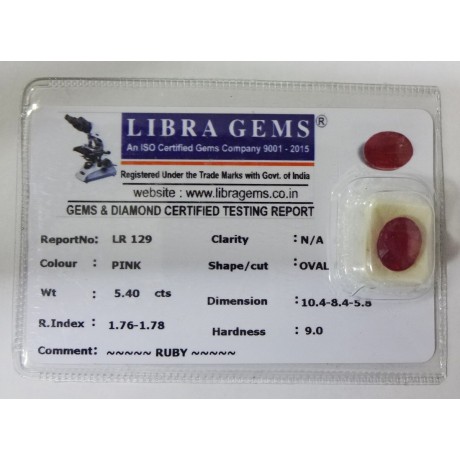 LIBRA GEMS®
An ISO Certified Gems Company 9001 - 2015
Registered Under the Trade Marks with Govt. of India
website : www.libragems.co.in
GEMS & DIAMOND CERTIFIED TESTING REPORT
ReportNo: LR 129 Clarity : N/A
Colour : PINK Shape/cut : OVAL
Wt : 5.40 cts Dimension :10.4-8.4-5.8
R.Index : 1.76-1.78 Hardness : 9.0
Comment: ~~~~~ RUBY ~~~~~